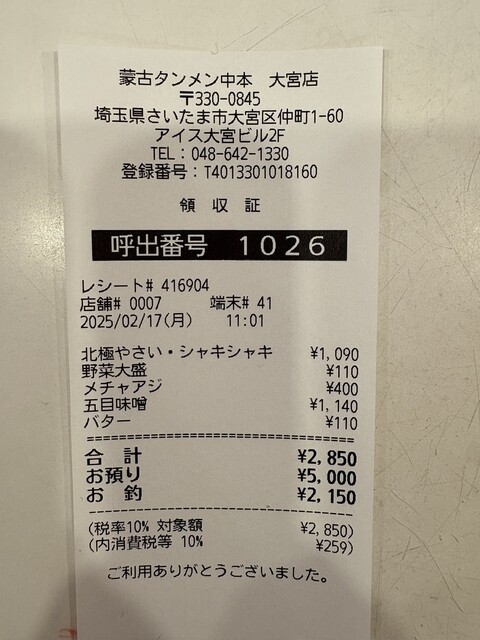 蒙古タンメン中本　大宮店
〒330-0845
埼玉県さいたま市大宮区仲町1-60
アイス大宮ビル2F
TEL：048-642-1330
登録番号：T4013301018160
領　収　証
呼出番号　1026
レシート# 416904
店舗# 0007　端末# 41
2025/02/17(月)　11:01
北極やさい・シャキシャキ　¥1,090
野菜大盛　¥110
メチャアジ　¥400
五目味噌　¥1,140
バター　¥110
合　計　¥2,850
お預り　¥5,000
お　釣　¥2,150
(税率10% 対象額　¥2,850)
(内消費税等 10%　¥259)
ご利用ありがとうございました。